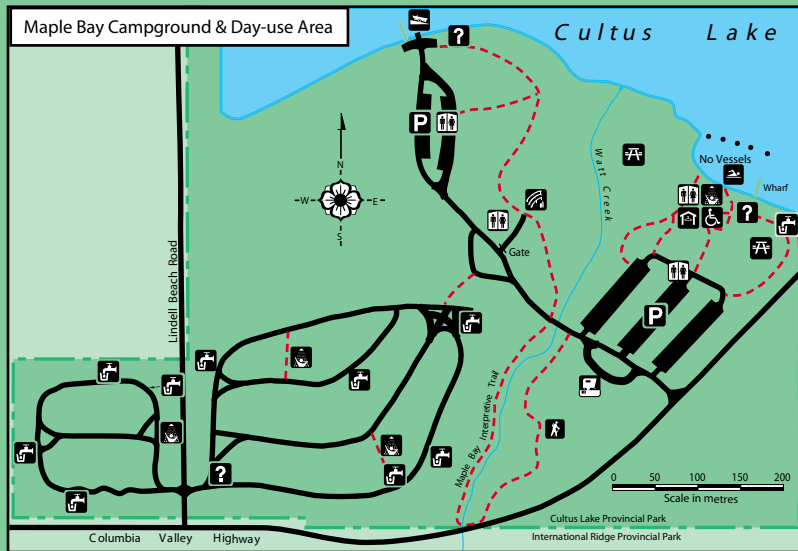 Maple Bay Campground & Day-use Area
Cultus Lake
?
P
N
W
E
S
Watt Creek
No Vessels
Wharf
?
Gate
Lindell Beach Road
P
Maple Bay Interpretive Trail
?
0 50 100 150 200
Scale in metres
Cultus Lake Provincial Park
Columbia Valley Highway
International Ridge Provincial Park